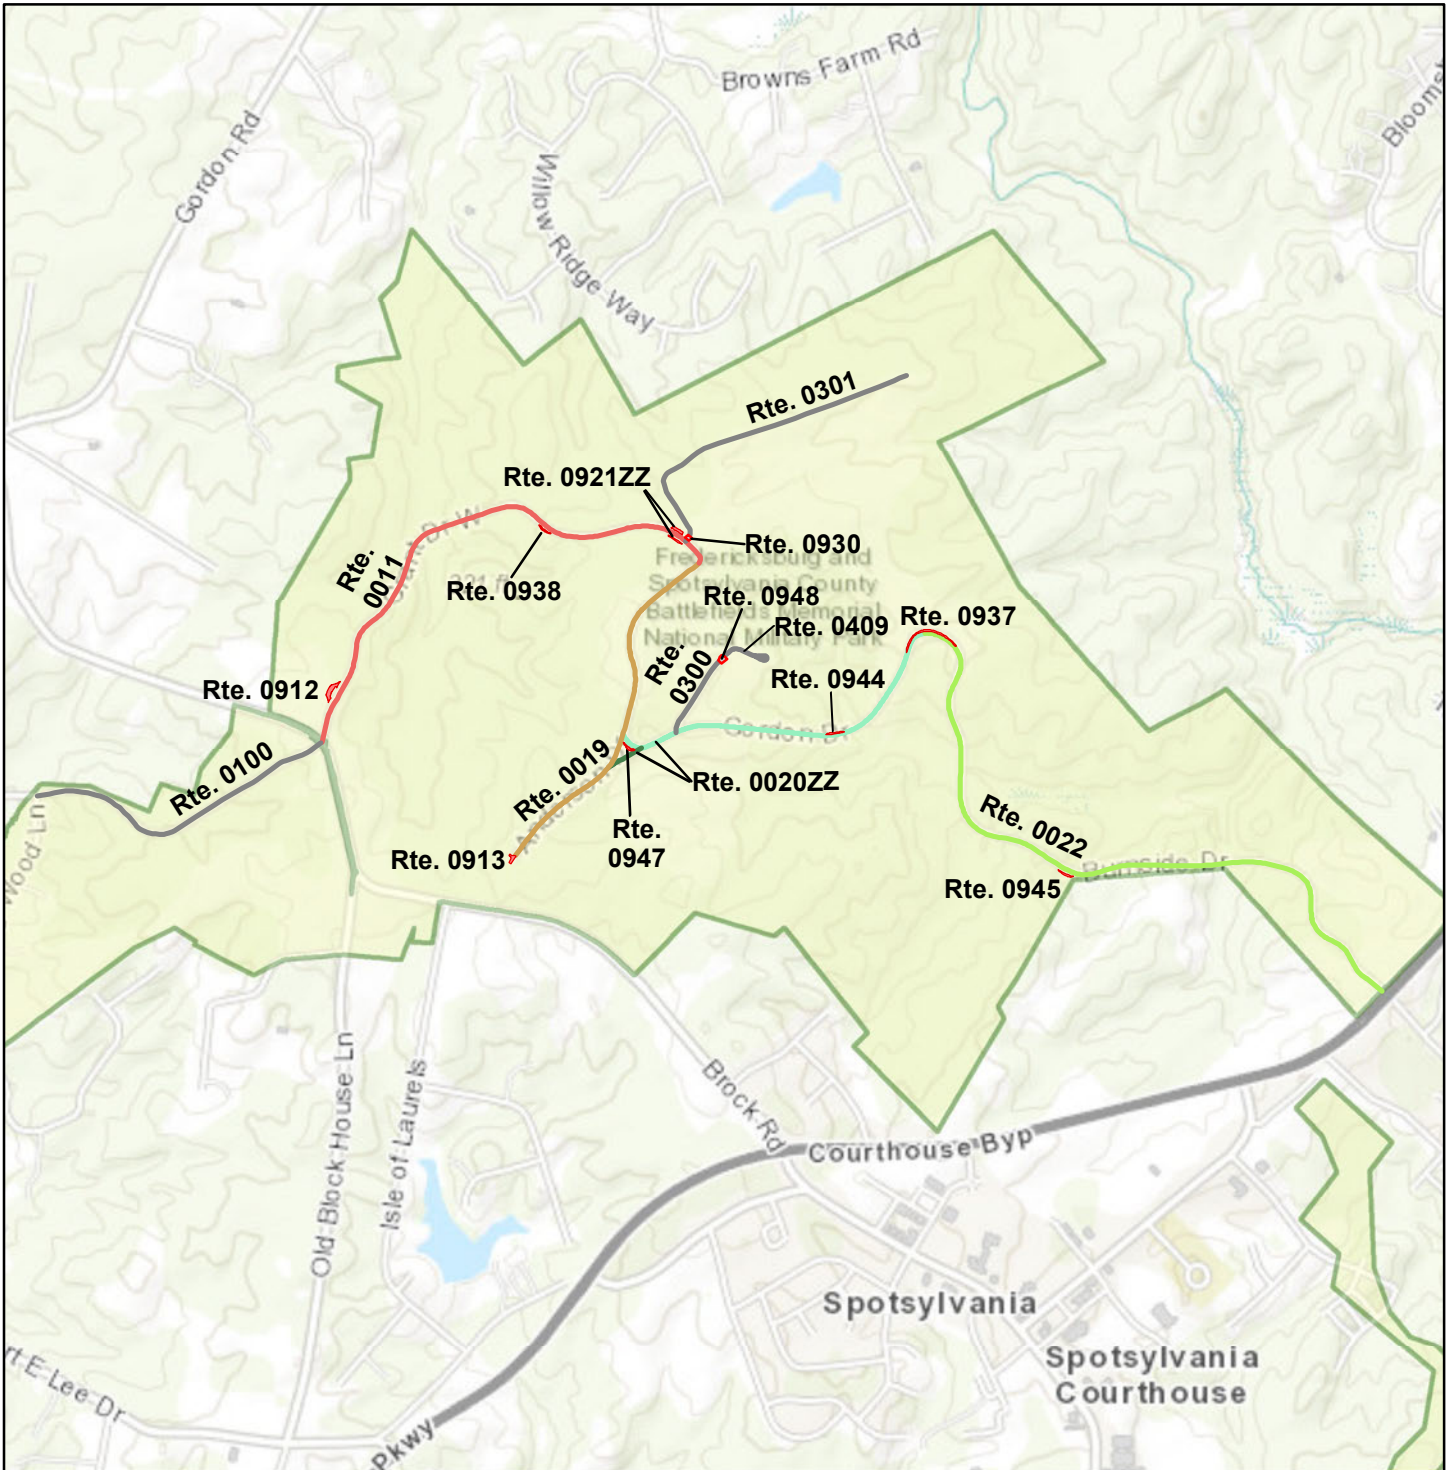 Browns Farm Rd
Blooms
Gordon Rd
Willow Ridge Way
Rte. 0301
Rte. 0921ZZ
Grant Dr W
Rte. 0930
Rte.
0011
Fredericksburg and
Spotsylvania County
Battlefields Memorial
National Military Park
Rte. 0938
Rte. 0948
Rte. 0409
Rte. 0937
Rte.
0300
Rte. 0912
Rte. 0944
Gordon Dr
Rte. 0100
Rte. 0019
Rte. 0020ZZ
Rte. 0022
Rte.
0947
Wood Ln
Rte. 0913
Burnside Dr
Rte. 0945
Old Block House Ln
Isle of Laurels
Brock Rd
Courthouse Byp
Spotsylvania
Spotsylvania
Courthouse
rt E Lee Dr
Pkwy